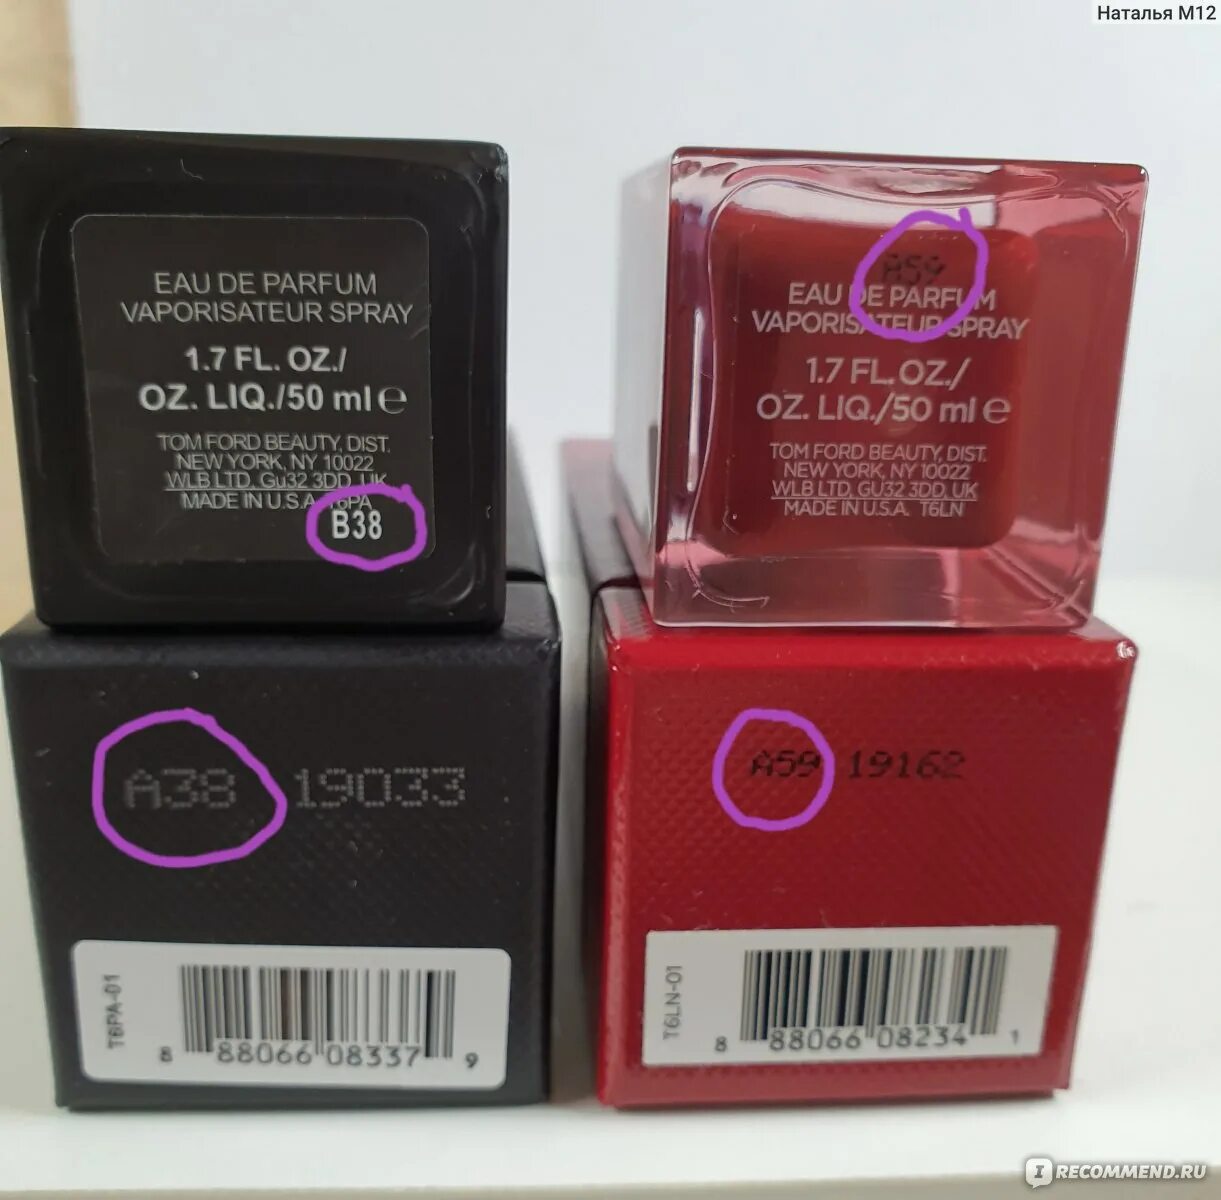 Наталья М12
EAU DE PARFUM
VAPORISATEUR SPRAY
1.7 FL. OZ./
OZ. LIQ./50 ml e
TOM FORD BEAUTY, DIST.
NEW YORK, NY 10022
WLB LTD, GU32 3DD, UK
MADE IN U.S.A. T6PA
B38
A59
EAU DE PARFUM
VAPORISATEUR SPRAY
1.7 FL. OZ./
OZ. LIQ./50 ml e
TOM FORD BEAUTY, DIST.
NEW YORK, NY 10022
WLB LTD, GU32 3DD, UK
MADE IN U.S.A. T6LN
A38 19033
T6PA-01
8 88066 08337 9
A59 19162
T6LN-01
8 88066 08234 1
I RECOMMEND.RU